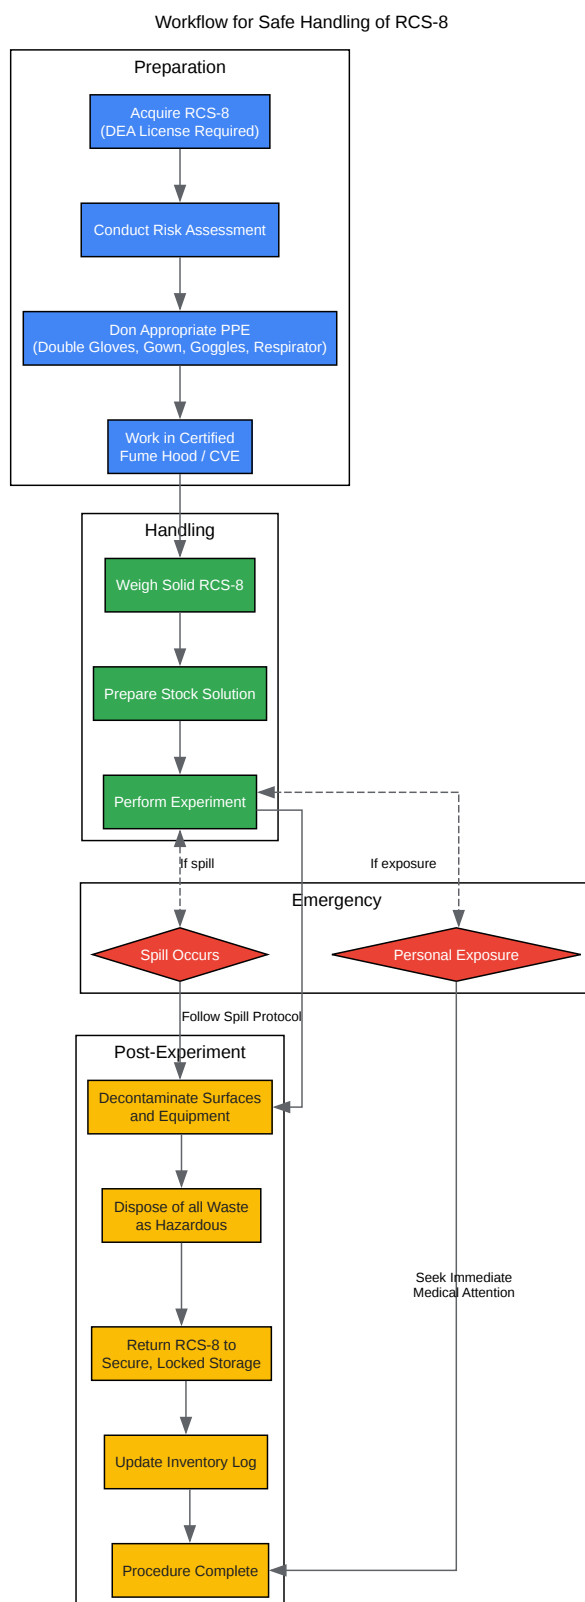 Workflow for Safe Handling of RCS-8
Preparation
Acquire RCS-8
(DEA License Required)
Conduct Risk Assessment
Don Appropriate PPE
(Double Gloves, Gown, Goggles, Respirator)
Work in Certified
Fume Hood / CVE
Handling
Weigh Solid RCS-8
Prepare Stock Solution
Perform Experiment
If spill
If exposure
Emergency
Spill Occurs
Personal Exposure
Follow Spill Protocol
Post-Experiment
Decontaminate Surfaces
and Equipment
Dispose of all Waste
as Hazardous
Seek Immediate
Medical Attention
Return RCS-8 to
Secure, Locked Storage
Update Inventory Log
Procedure Complete